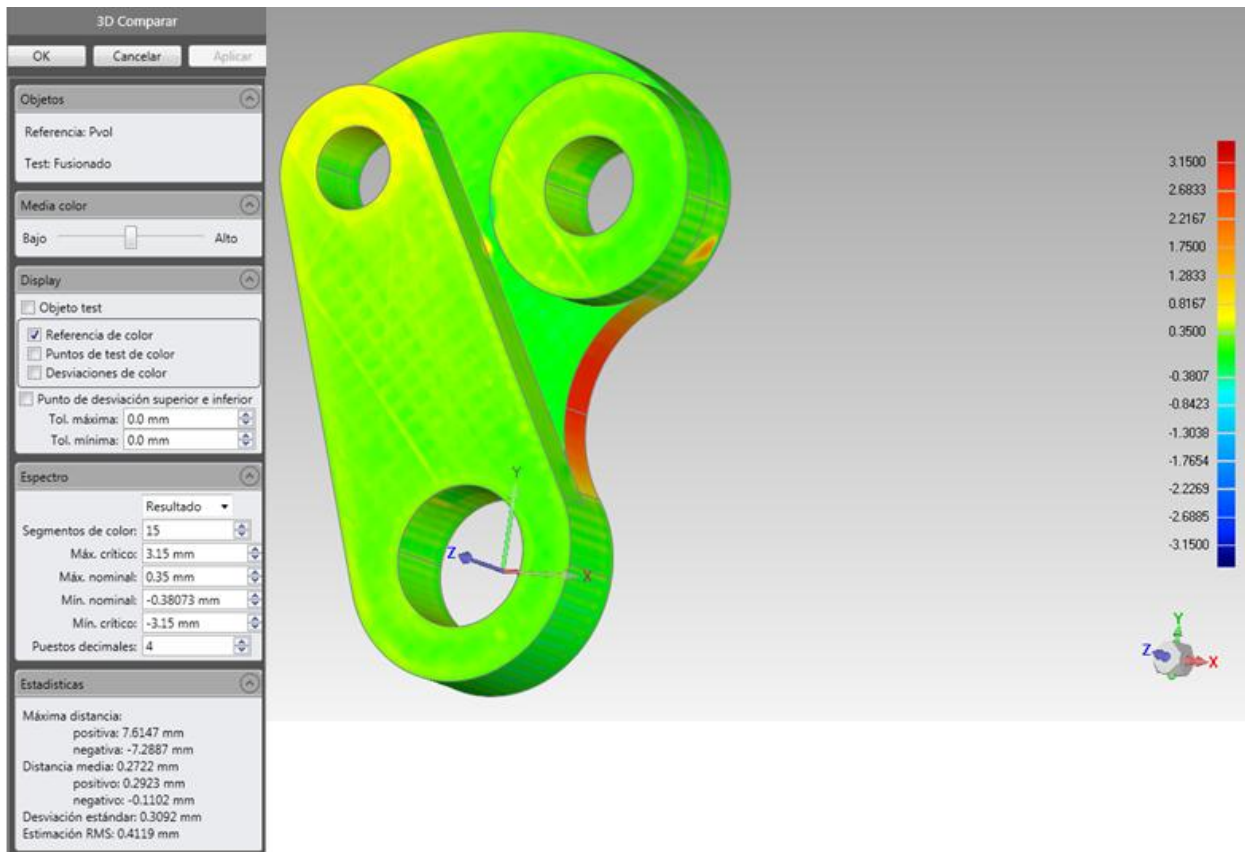 3D Comparar
OK Cancelar Aplicar
Objetos
Referencia: Pvol
Test: Fusionado
Media color
Bajo Alto
Display
Objeto test
Referencia de color
Puntos de test de color
Desviaciones de color
Punto de desviación superior e inferior
Tol. máxima: 0.0 mm
Tol. mínima: 0.0 mm
Espectro
Resultado
Segmentos de color: 15
Máx. crítico: 3.15 mm
Máx. nominal: 0.35 mm
Mín. nominal: -0.38073 mm
Mín. crítico: -3.15 mm
Puestos decimales: 4
Estadísticas
Máxima distancia:
positiva: 7.6147 mm
negativa: -7.2887 mm
Distancia media: 0.2722 mm
positivo: 0.2923 mm
negativo: -0.1102 mm
Desviación estándar: 0.3092 mm
Estimación RMS: 0.4119 mm
Y
Z
X
3.1500
2.6833
2.2167
1.7500
1.2833
0.8167
0.3500
-0.3807
-0.8423
-1.3038
-1.7654
-2.2269
-2.6885
-3.1500
Y
Z
X